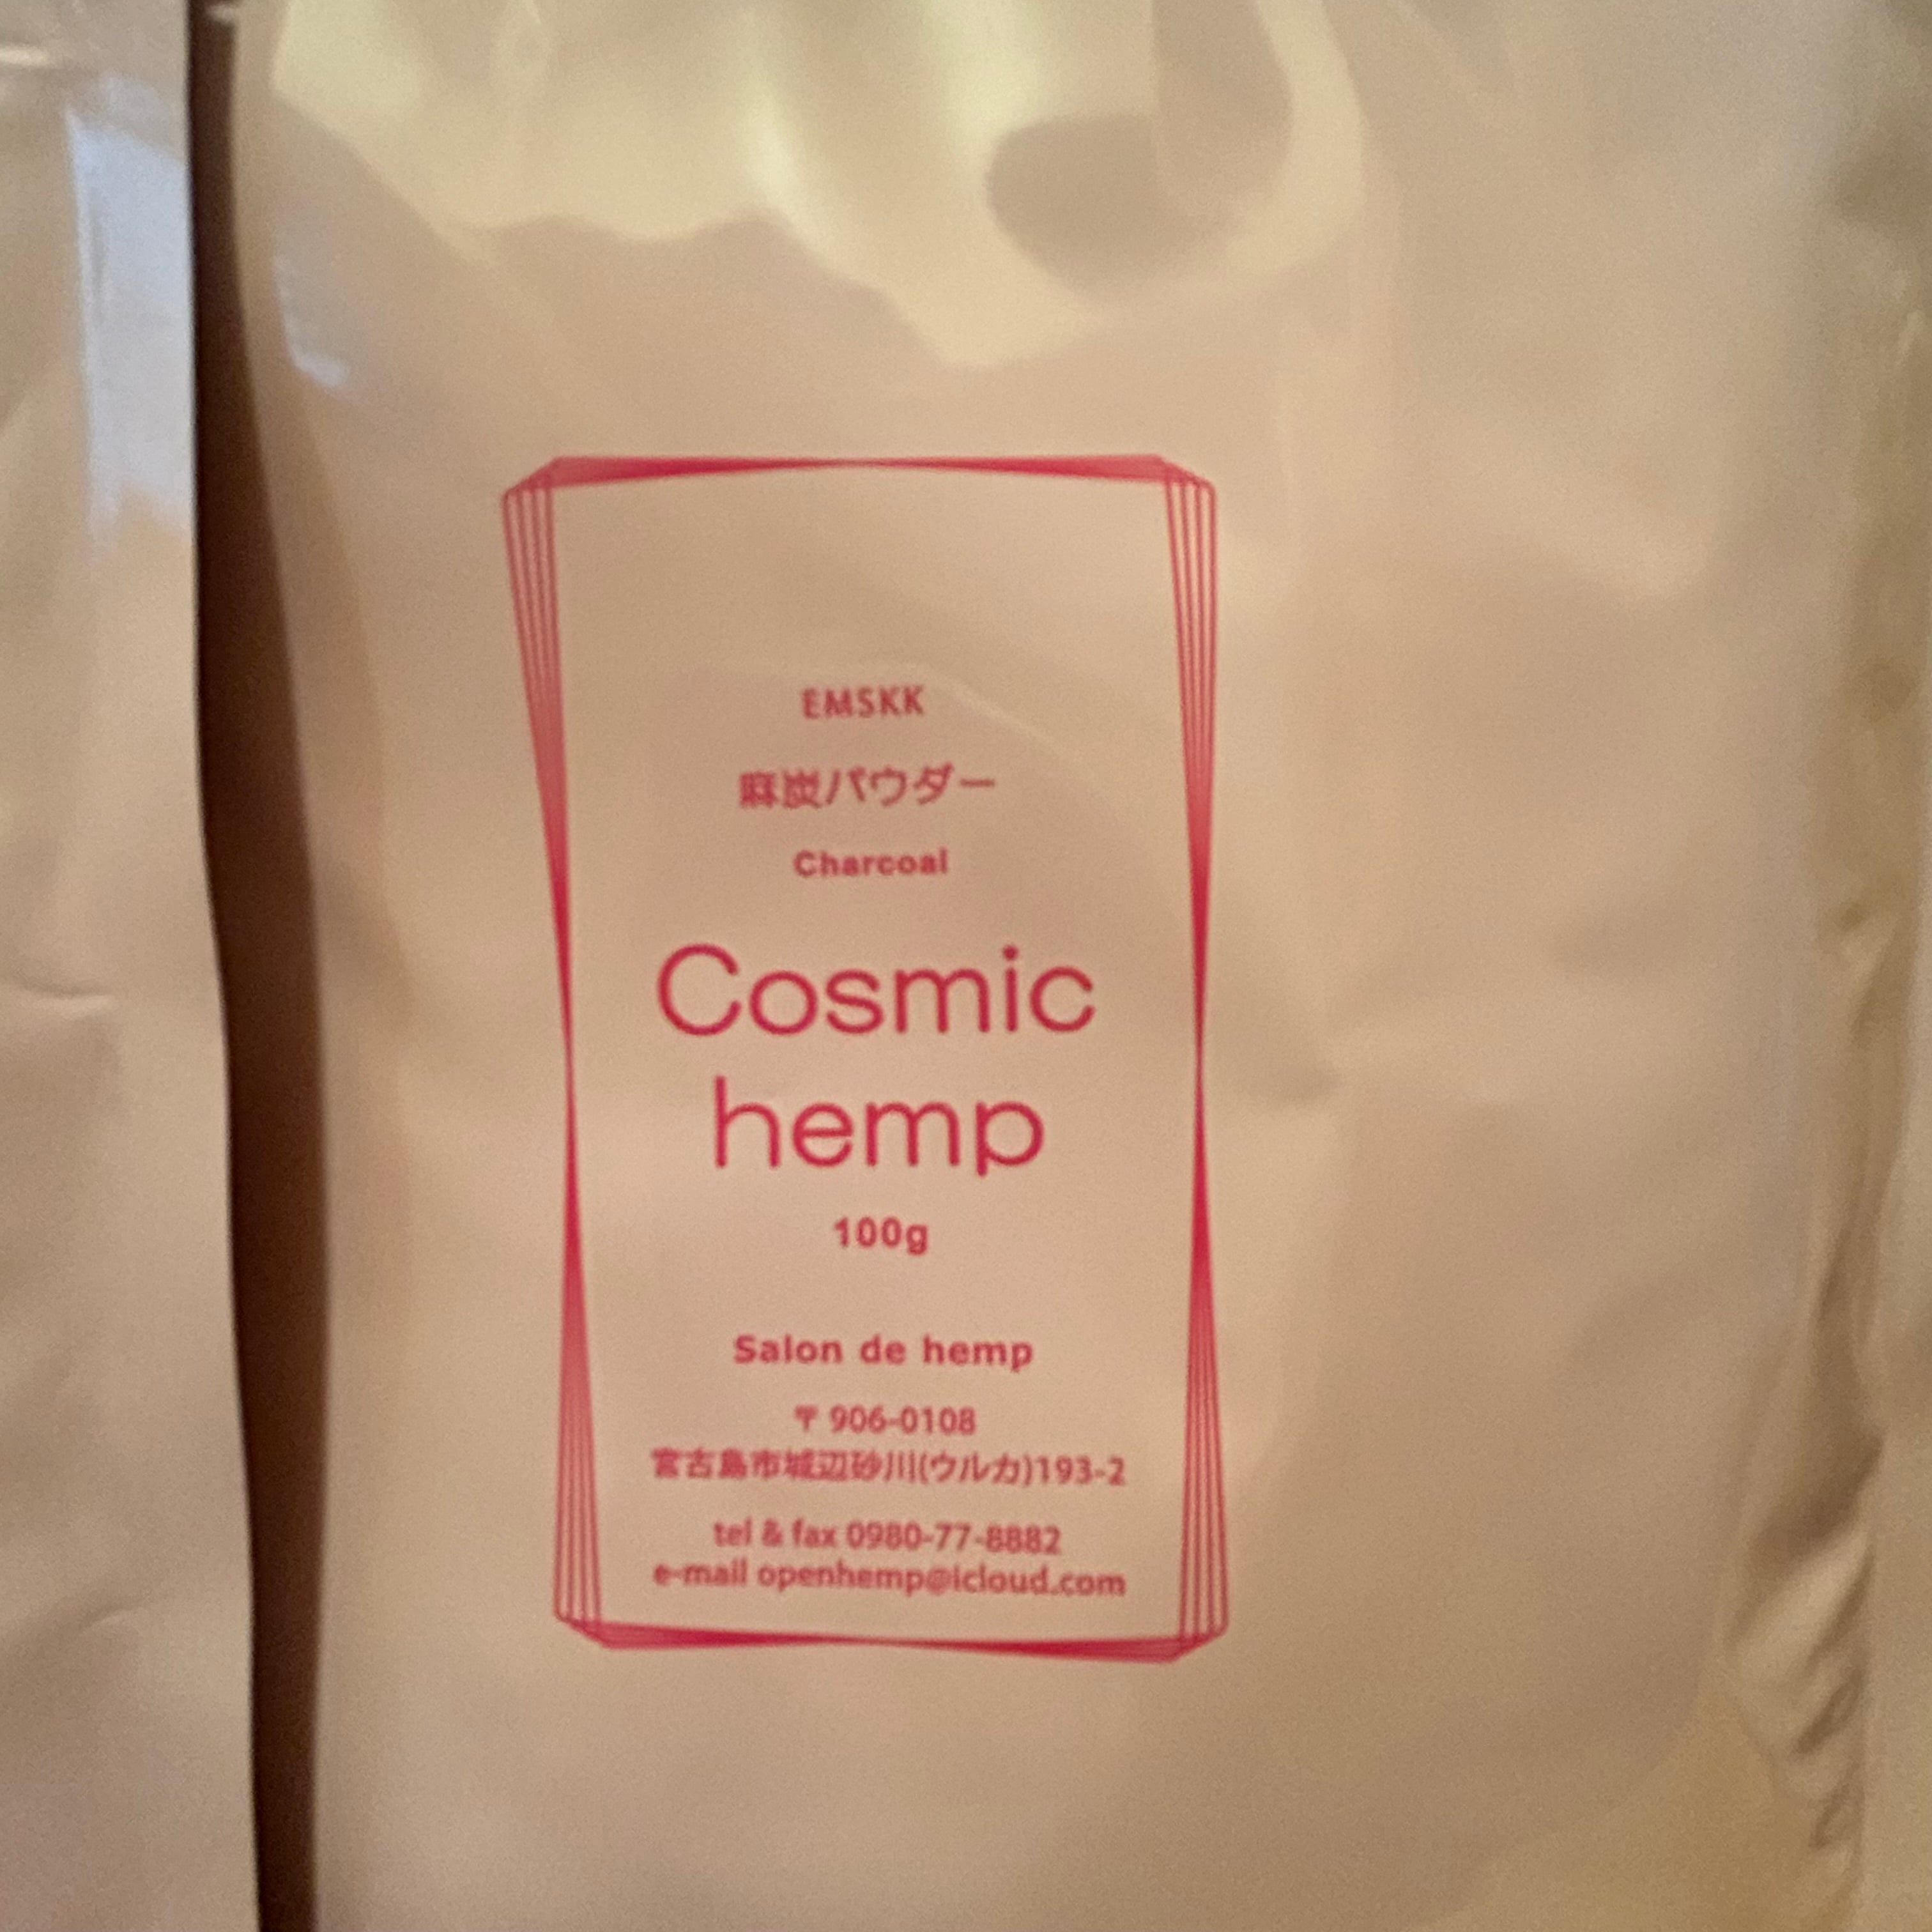 EMSKK
麻炭パウダー
Charcoal
Cosmic
hemp
100g
Salon de hemp
〒906-0108
宮古島市城辺砂川(ウルカ)193-2
tel & fax 0980-77-8882
e-mail openhemp@icloud.com